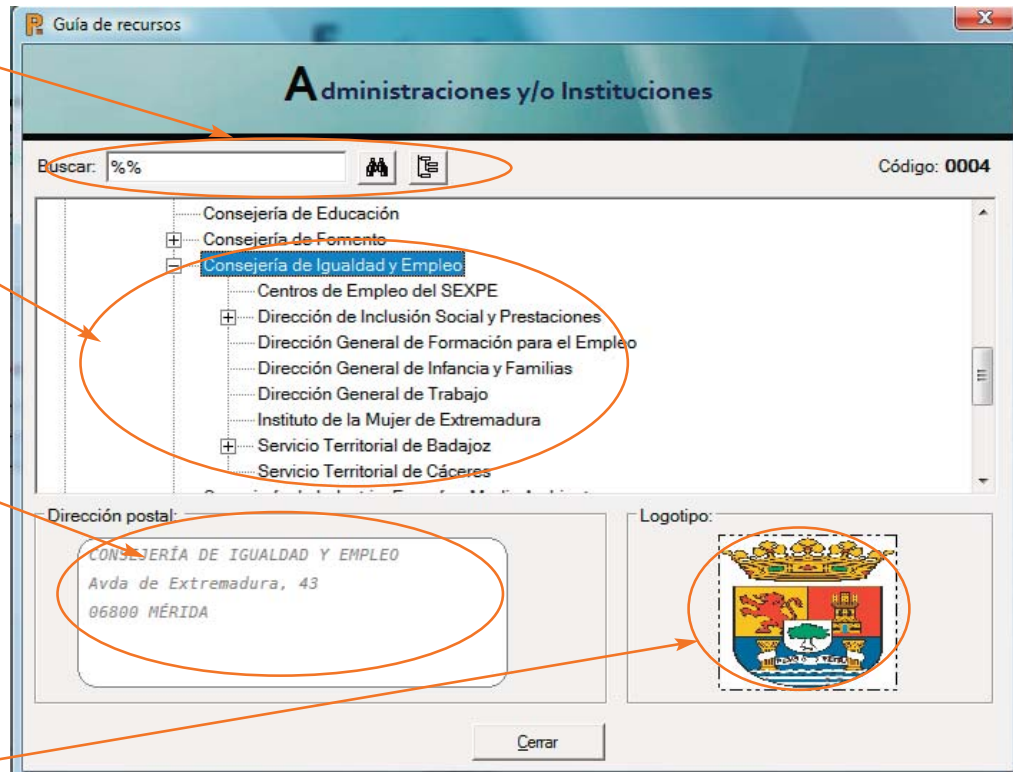 Guía de recursos
Administraciones y/o Instituciones
Buscar: %% Código: 0004
Consejería de Educación
Consejería de Fomento
Consejería de Igualdad y Empleo
Centros de Empleo del SEXPE
Dirección de Inclusión Social y Prestaciones
Dirección General de Formación para el Empleo
Dirección General de Infancia y Familias
Dirección General de Trabajo
Instituto de la Mujer de Extremadura
Servicio Territorial de Badajoz
Servicio Territorial de Cáceres
Dirección postal: Logotipo:
CONSEJERÍA DE IGUALDAD Y EMPLEO
Avda de Extremadura, 43
06800 MÉRIDA
Cerrar